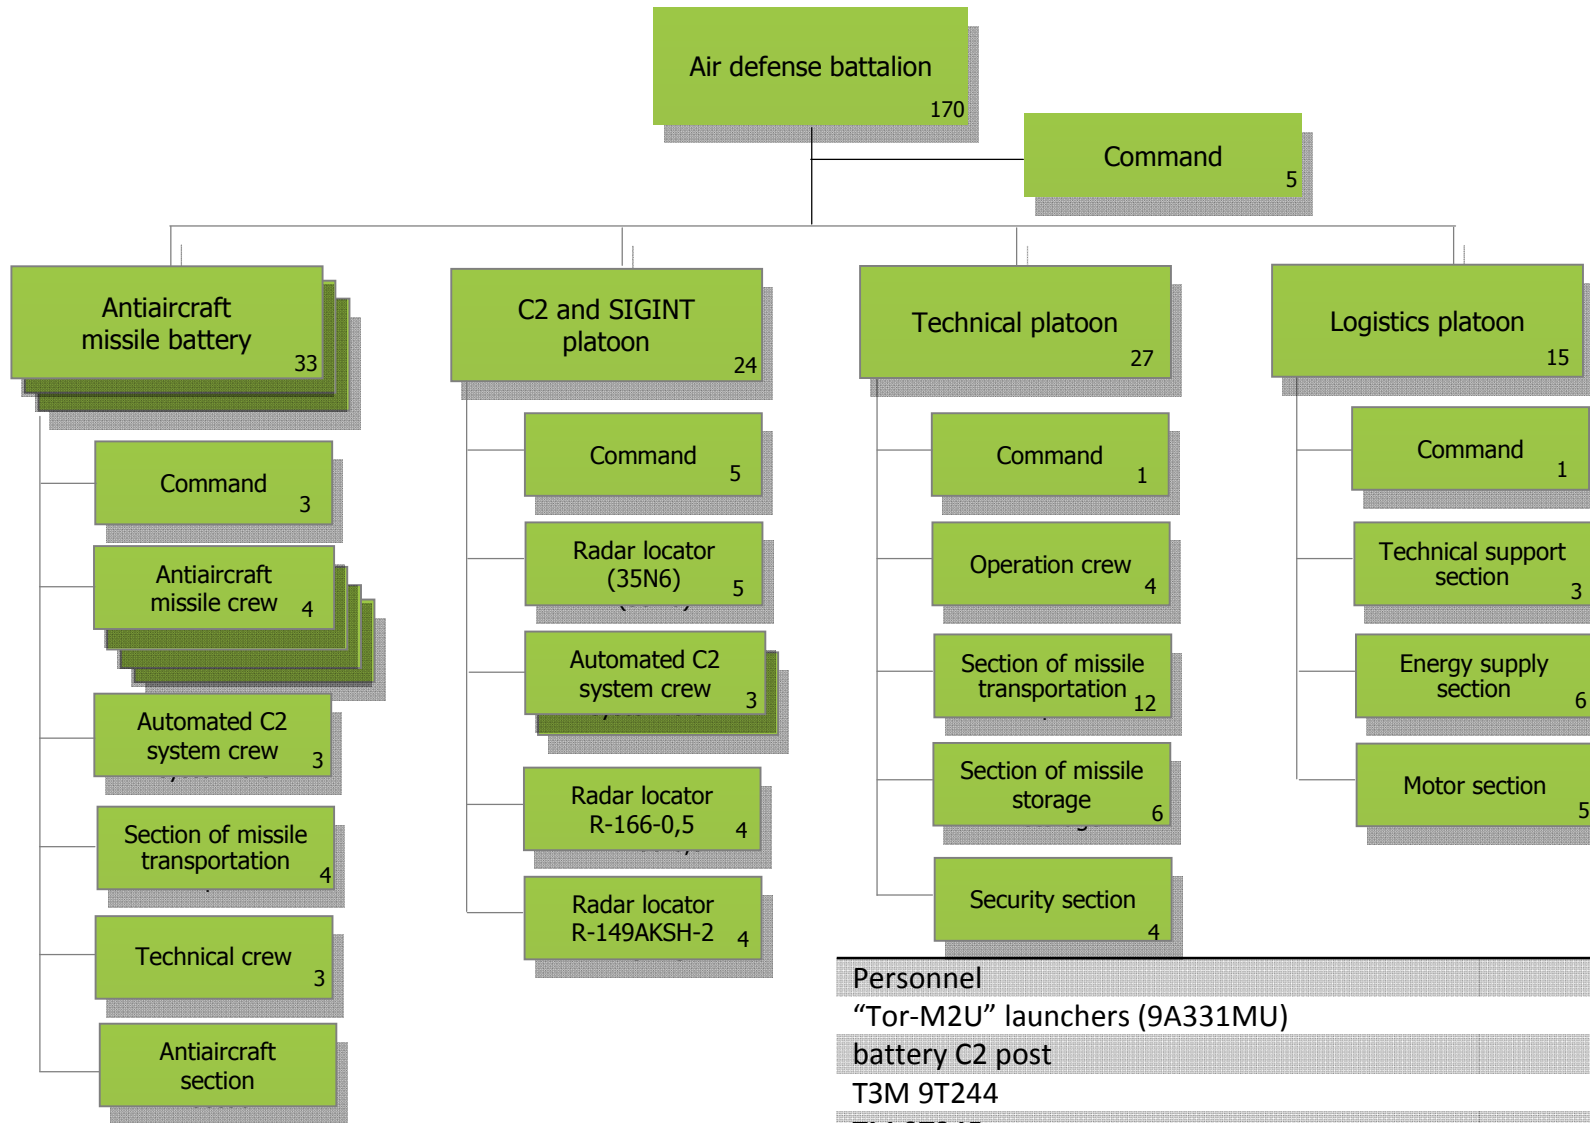 Air defense battalion
170
Command
5
Antiaircraft
missile battery
33
Command
3
Antiaircraft
missile crew
4
Automated C2
system crew
3
Section of missile
transportation
4
Technical crew
3
Antiaircraft
section
C2 and SIGINT
platoon
24
Command
5
Radar locator
(35N6)
5
Automated C2
system crew
3
Radar locator
R-166-0,5
4
Radar locator
R-149AKSH-2
4
Technical platoon
27
Command
1
Operation crew
4
Section of missile
transportation
12
Section of missile
storage
6
Security section
4
Logistics platoon
15
Command
1
Technical support
section
3
Energy supply
section
6
Motor section
5
Personnel
“Tor-M2U” launchers (9A331MU)
battery C2 post
T3M 9T244